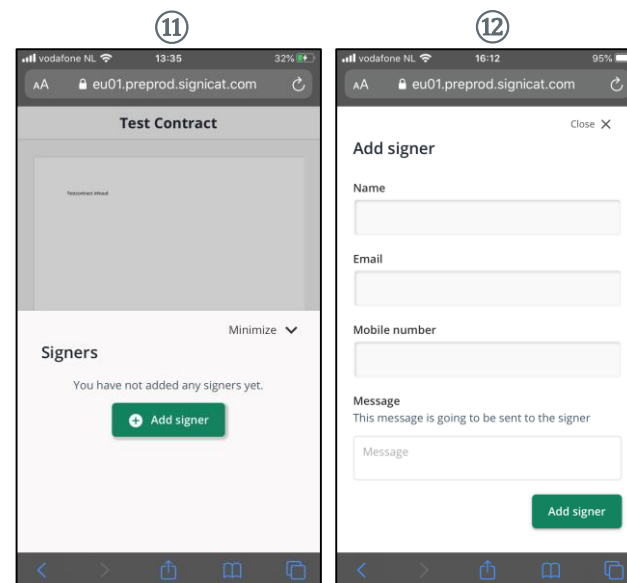 ⑪
vodafone NL 13:35 32%
AA eu01.preprod.signicat.com
Test Contract
Testcontract inhoud
Minimize
Signers
You have not added any signers yet.
Add signer
⑫
vodafone NL 16:12 95%
AA eu01.preprod.signicat.com
Close
Add signer
Name
Email
Mobile number
Message
This message is going to be sent to the signer
Message
Add signer